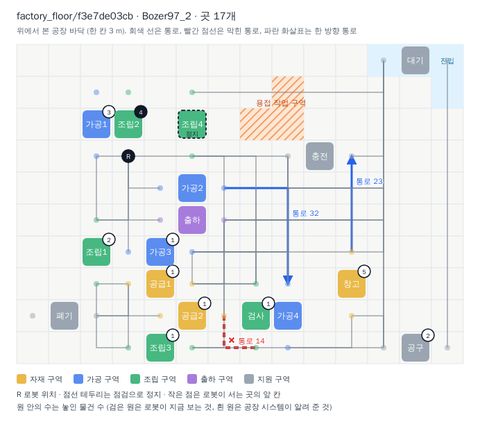 factory_floor/f3e7de03cb · Bozer97_2 · 곳 17개
위에서 본 공장 바닥 (한 칸 3 m). 회색 선은 통로, 빨간 점선은 막힌 통로, 파란 화살표는 한 방향 통로
대기
진입
용접 작업 구역
3
4
가공1
조립2
조립4
정지
R
충전
통로 23
가공2
통로 32
출하
2
1
조립1
가공3
1
5
공급1
창고
1
1
폐기
공급2
검사
가공4
통로 14
1
2
조립3
공구
자재 구역
가공 구역
조립 구역
출하 구역
지원 구역
R 로봇 위치 · 점선 테두리는 점검으로 정지 · 작은 점은 로봇이 서는 곳의 앞 칸
원 안의 수는 놓인 물건 수 (검은 원은 로봇이 지금 보는 것, 흰 원은 공장 시스템이 알려 준 것)